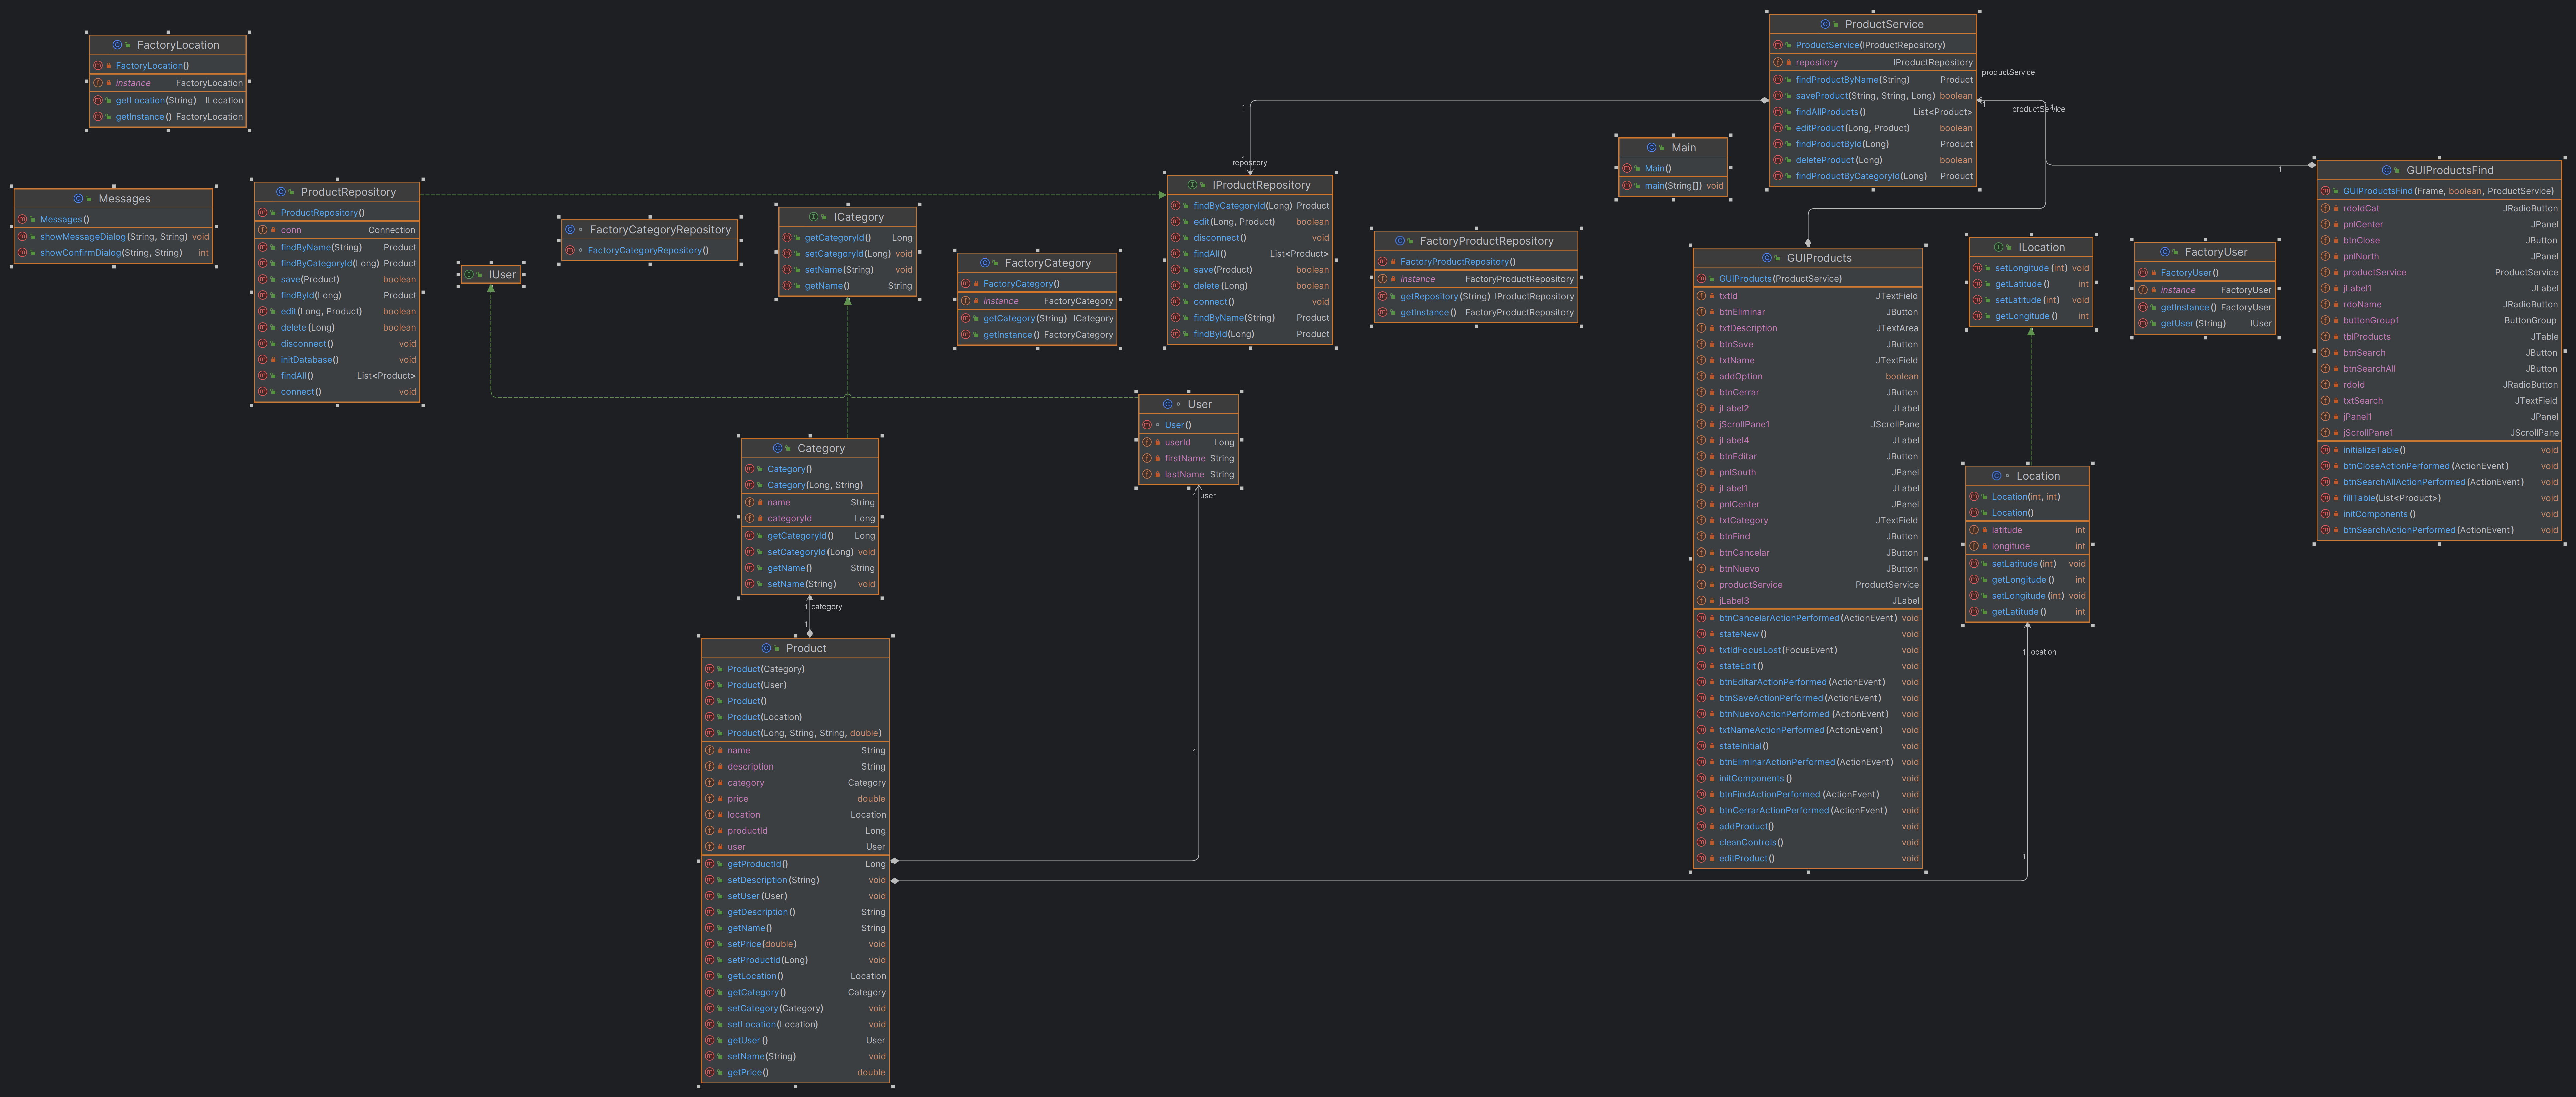 FactoryLocation
FactoryLocation()
instance FactoryLocation
getLocation(String) ILocation
getInstance() FactoryLocation
Messages
Messages()
showMessageDialog(String, String) void
showConfirmDialog(String, String) int
ProductRepository
ProductRepository()
conn Connection
findByName(String) Product
findByCategoryId(Long) Product
save(Product) boolean
findById(Long) Product
edit(Long, Product) boolean
delete(Long) boolean
disconnect() void
initDatabase() void
findAll() List<Product>
connect() void
IUser
FactoryCategoryRepository
FactoryCategoryRepository()
ICategory
getCategoryId() Long
setCategoryId(Long) void
setName(String) void
getName() String
FactoryCategory
FactoryCategory()
instance FactoryCategory
getCategory(String) ICategory
getInstance() FactoryCategory
1
1
repository
IProductRepository
findByCategoryId(Long) Product
edit(Long, Product) boolean
disconnect() void
findAll() List<Product>
save(Product) boolean
delete(Long) boolean
connect() void
findByName(String) Product
findById(Long) Product
FactoryProductRepository
FactoryProductRepository()
instance FactoryProductRepository
getRepository(String) IProductRepository
getInstance() FactoryProductRepository
Main
Main()
main(String[]) void
ProductService
ProductService(IProductRepository)
repository IProductRepository
findProductByName(String) Product
saveProduct(String, String, Long) boolean
findAllProducts() List<Product>
editProduct(Long, Product) boolean
findProductById(Long) Product
deleteProduct(Long) boolean
findProductByCategoryId(Long) Product
productService
1
productService
1
1
GUIProducts
GUIProducts(ProductService)
txtId JTextField
btnEliminar JButton
txtDescription JTextArea
btnSave JButton
txtName JTextField
addOption boolean
btnCerrar JButton
jLabel2 JLabel
jScrollPane1 JScrollPane
jLabel4 JLabel
btnEditar JButton
pnlSouth JPanel
jLabel1 JLabel
pnlCenter JPanel
txtCategory JTextField
btnFind JButton
btnCancelar JButton
btnNuevo JButton
productService ProductService
jLabel3 JLabel
btnCancelarActionPerformed(ActionEvent) void
stateNew() void
txtIdFocusLost(FocusEvent) void
stateEdit() void
btnEditarActionPerformed(ActionEvent) void
btnSaveActionPerformed(ActionEvent) void
btnNuevoActionPerformed(ActionEvent) void
txtNameActionPerformed(ActionEvent) void
stateInitial() void
btnEliminarActionPerformed(ActionEvent) void
initComponents() void
btnFindActionPerformed(ActionEvent) void
btnCerrarActionPerformed(ActionEvent) void
addProduct() void
cleanControls() void
editProduct() void
ILocation
setLongitude(int) void
getLatitude() int
setLatitude(int) void
getLongitude() int
FactoryUser
FactoryUser()
instance FactoryUser
getInstance() FactoryUser
getUser(String) IUser
GUIProductsFind
GUIProductsFind(Frame, boolean, ProductService)
rdoIdCat JRadioButton
pnlCenter JPanel
btnClose JButton
pnlNorth JPanel
productService ProductService
jLabel1 JLabel
rdoName JRadioButton
buttonGroup1 ButtonGroup
tblProducts JTable
btnSearch JButton
btnSearchAll JButton
rdoId JRadioButton
txtSearch JTextField
jPanel1 JPanel
jScrollPane1 JScrollPane
initializeTable() void
btnCloseActionPerformed(ActionEvent) void
btnSearchAllActionPerformed(ActionEvent) void
fillTable(List<Product>) void
initComponents() void
btnSearchActionPerformed(ActionEvent) void
User
User()
userId Long
firstName String
lastName String
1 user
1
Category
Category()
Category(Long, String)
name String
categoryId Long
getCategoryId() Long
setCategoryId(Long) void
getName() String
setName(String) void
1 category
1
Location
Location(int, int)
Location()
latitude int
longitude int
setLatitude(int) void
getLongitude() int
setLongitude(int) void
getLatitude() int
1 location
1
Product
Product(Category)
Product(User)
Product()
Product(Location)
Product(Long, String, String, double)
name String
description String
category Category
price double
location Location
productId Long
user User
getProductId() Long
setDescription(String) void
setUser(User) void
getDescription() String
getName() String
setPrice(double) void
setProductId(Long) void
getLocation() Location
getCategory() Category
setCategory(Category) void
setLocation(Location) void
getUser() User
setName(String) void
getPrice() double